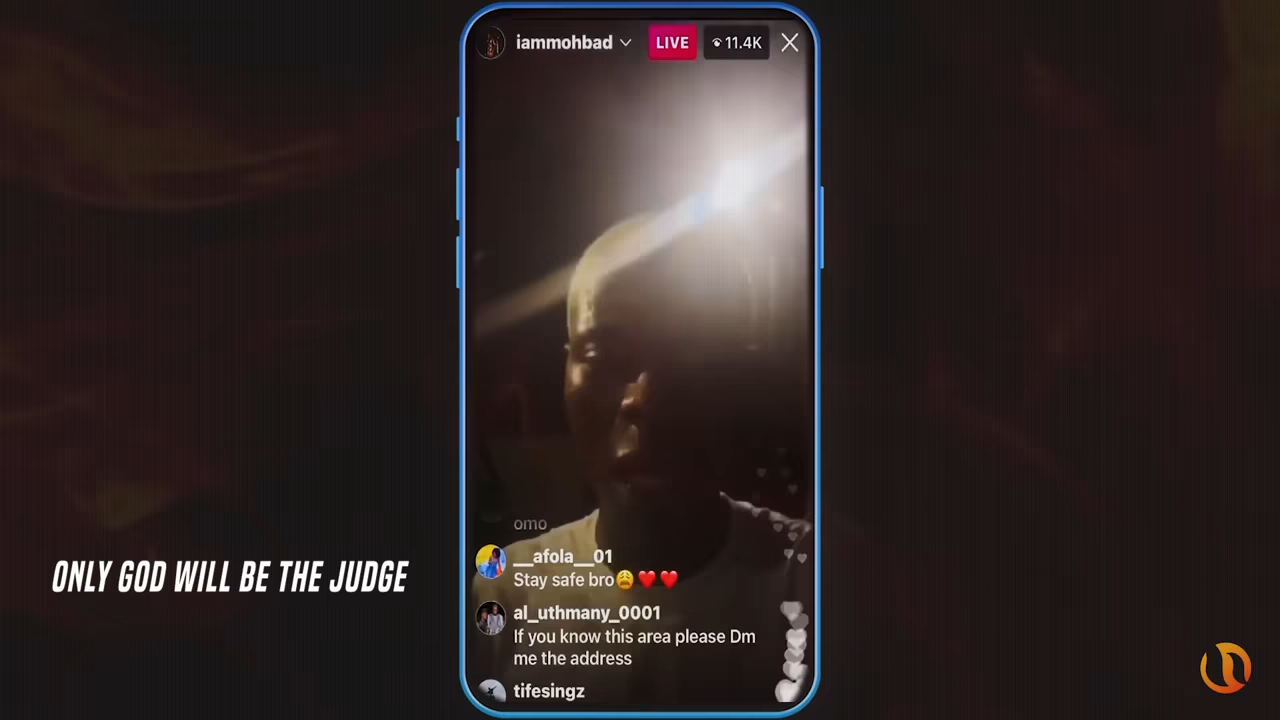 iammohbad
LIVE
11.4K
omo
__afola__01
Stay safe bro😩❤️❤️
al_uthmany_0001
If you know this area please Dm
me the address
tifesingz
ONLY GOD WILL BE THE JUDGE